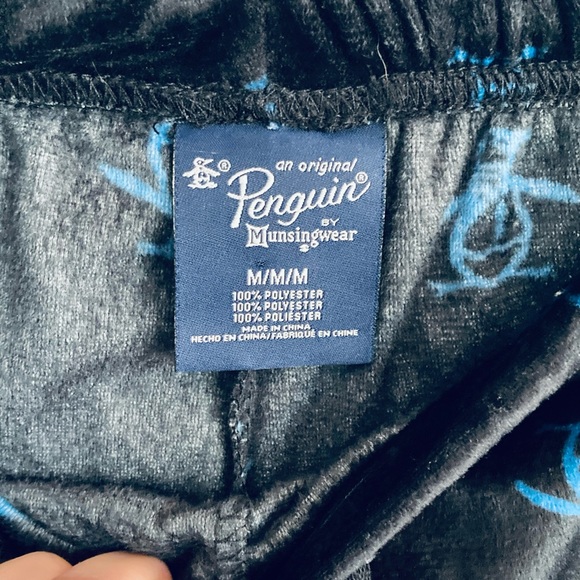 an original
Penguin®
BY
Munsingwear
®
M/M/M
100% POLYESTER
100% POLYESTER
100% POLIÉSTER
MADE IN CHINA
HECHO EN CHINA/FABRIQUÉ EN CHINE